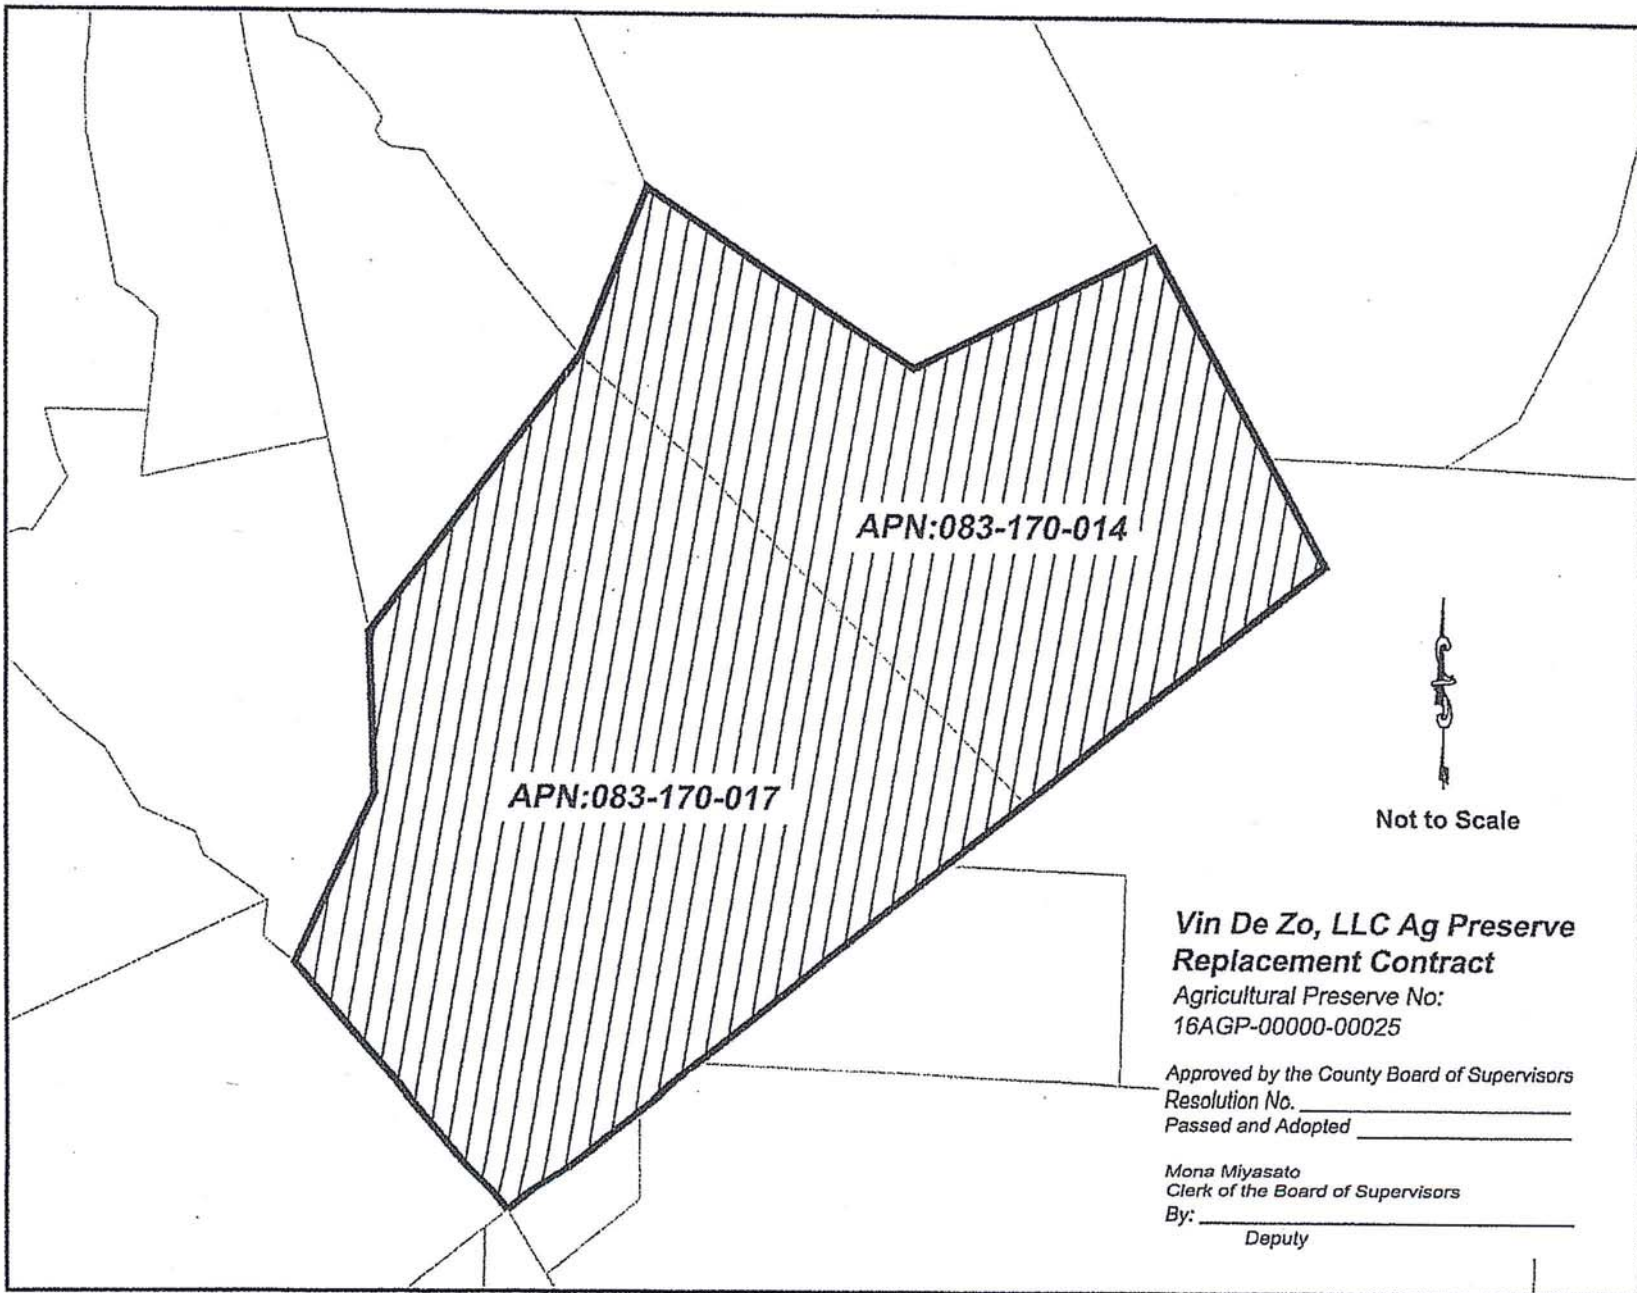 APN:083-170-014
APN:083-170-017
Not to Scale
Vin De Zo, LLC Ag Preserve
Replacement Contract
Agricultural Preserve No:
16AGP-00000-00025
Approved by the County Board of Supervisors
Resolution No.
Passed and Adopted
Mona Miyasato
Clerk of the Board of Supervisors
By:
Deputy